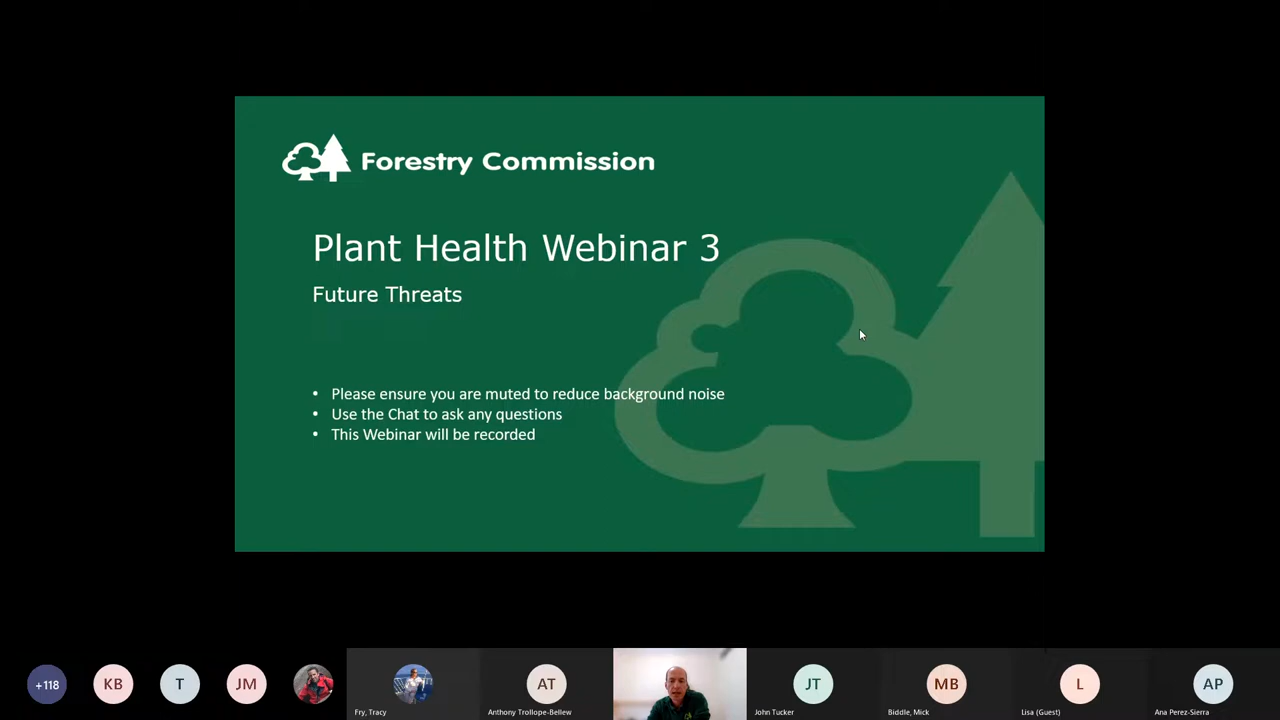 Forestry Commission
Plant Health Webinar 3
Future Threats
• Please ensure you are muted to reduce background noise
• Use the Chat to ask any questions
• This Webinar will be recorded
+118
KB
T
JM
Fry, Tracy
AT
Anthony Trollope-Bellew
JT
John Tucker
MB
Biddle, Mick
L
Lisa (Guest)
AP
Ana Perez-Sierra